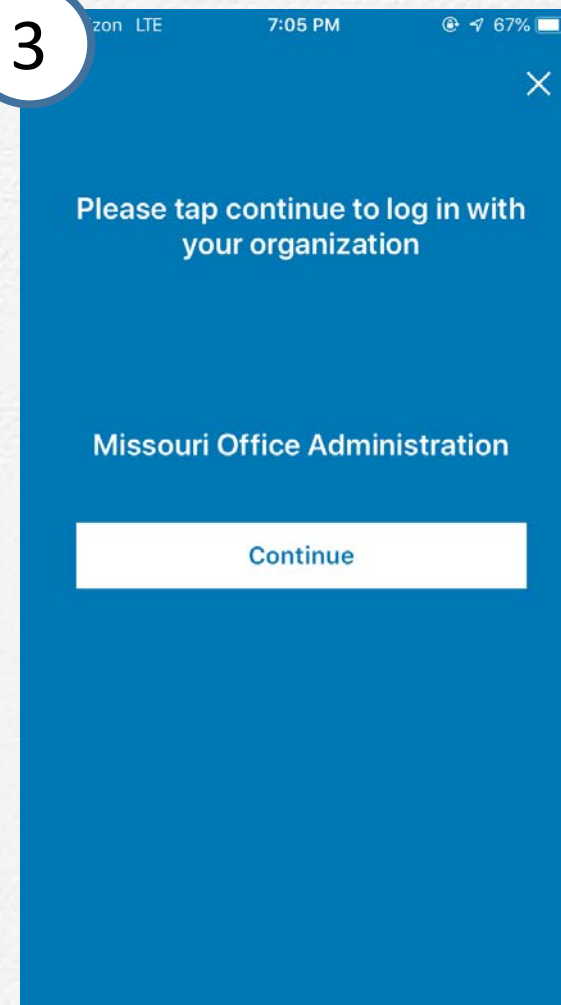 3
zon LTE 7:05 PM 67%
Please tap continue to log in with
your organization
Missouri Office Administration
Continue